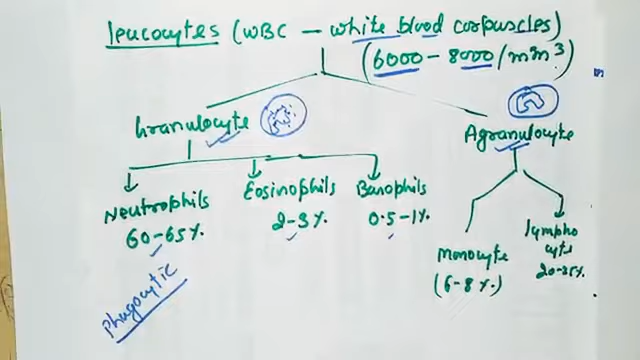 leucocytes (WBC — white blood corpuscles)
(6000 – 8000/mm3)
Granulocyte
Agranulocyte
Neutrophils
60-65%.
Eosinophils
2-3%.
Basophils
0.5-1%
Monocyte
(6-8%.)
lympho
cyte
20-25%.
Phagocytic